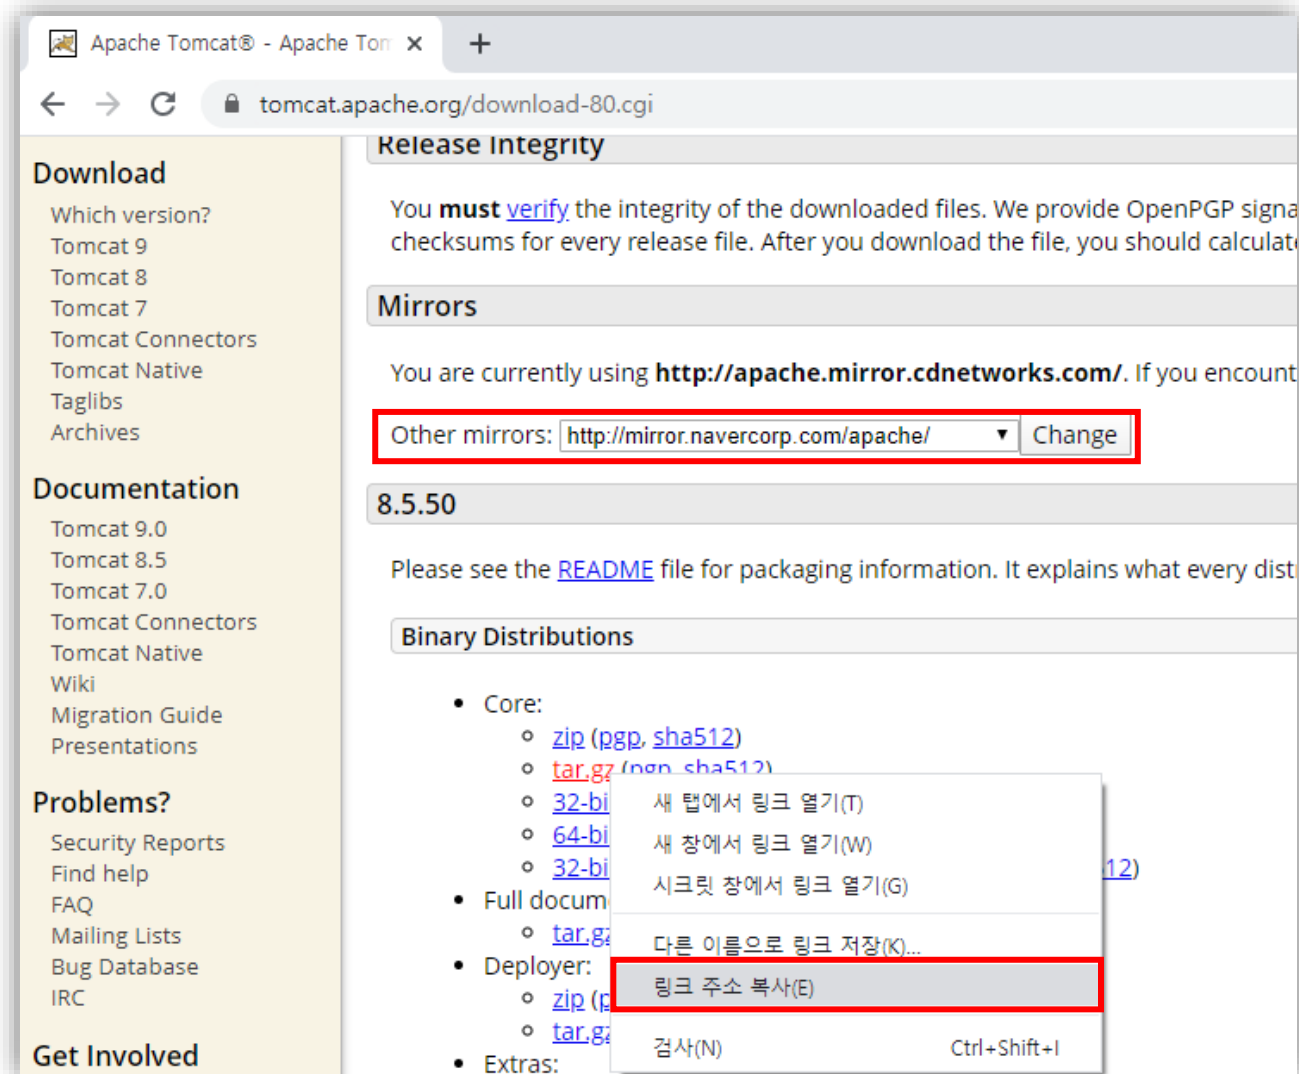 Apache Tomcat® - Apache Tom
tomcat.apache.org/download-80.cgi
Download
Which version?
Tomcat 9
Tomcat 8
Tomcat 7
Tomcat Connectors
Tomcat Native
Taglibs
Archives
Documentation
Tomcat 9.0
Tomcat 8.5
Tomcat 7.0
Tomcat Connectors
Tomcat Native
Wiki
Migration Guide
Presentations
Problems?
Security Reports
Find help
FAQ
Mailing Lists
Bug Database
IRC
Get Involved
Release Integrity
You must verify the integrity of the downloaded files. We provide OpenPGP signa
checksums for every release file. After you download the file, you should calculate
Mirrors
You are currently using http://apache.mirror.cdnetworks.com/. If you encount
Other mirrors: http://mirror.navercorp.com/apache/ Change
8.5.50
Please see the README file for packaging information. It explains what every distr
Binary Distributions
Core:
zip (pgp, sha512)
tar.gz (pgp, sha512)
32-bi
64-bi
32-bi 12)
Full docum
tar.gz
Deployer:
zip (p
tar.gz
Extras:
새 탭에서 링크 열기(T)
새 창에서 링크 열기(W)
시크릿 창에서 링크 열기(G)
다른 이름으로 링크 저장(K)...
링크 주소 복사(E)
검사(N) Ctrl+Shift+I